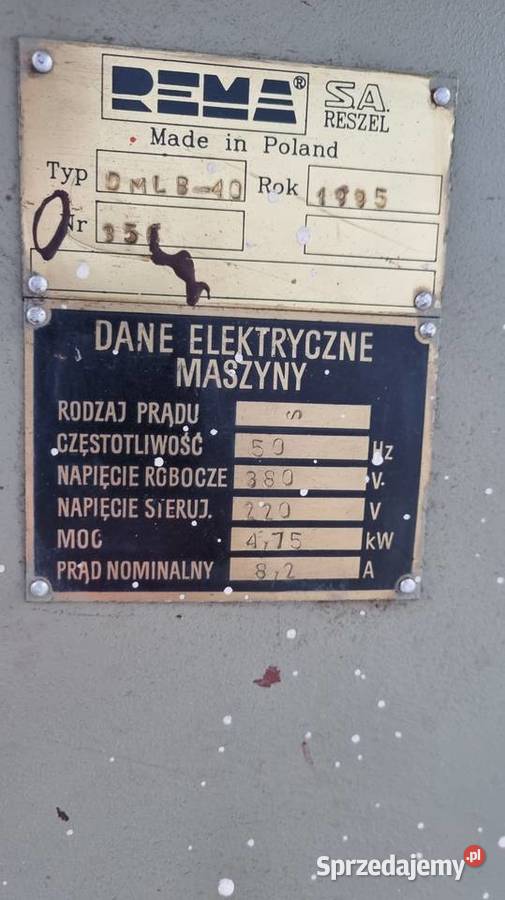 REMA® S.A.
RESZEL
Made in Poland
Typ DMLB-40 Rok 1995
Nr
DANE ELEKTRYCZNE
MASZYNY
RODZAJ PRĄDU ∽
CZĘSTOTLIWOŚĆ 50 Hz
NAPIĘCIE ROBOCZE 380 V.
NAPIĘCIE STERUJ. 220 V
MOC 4,75 kW
PRĄD NOMINALNY 8,2 A
Sprzedajemy.pl